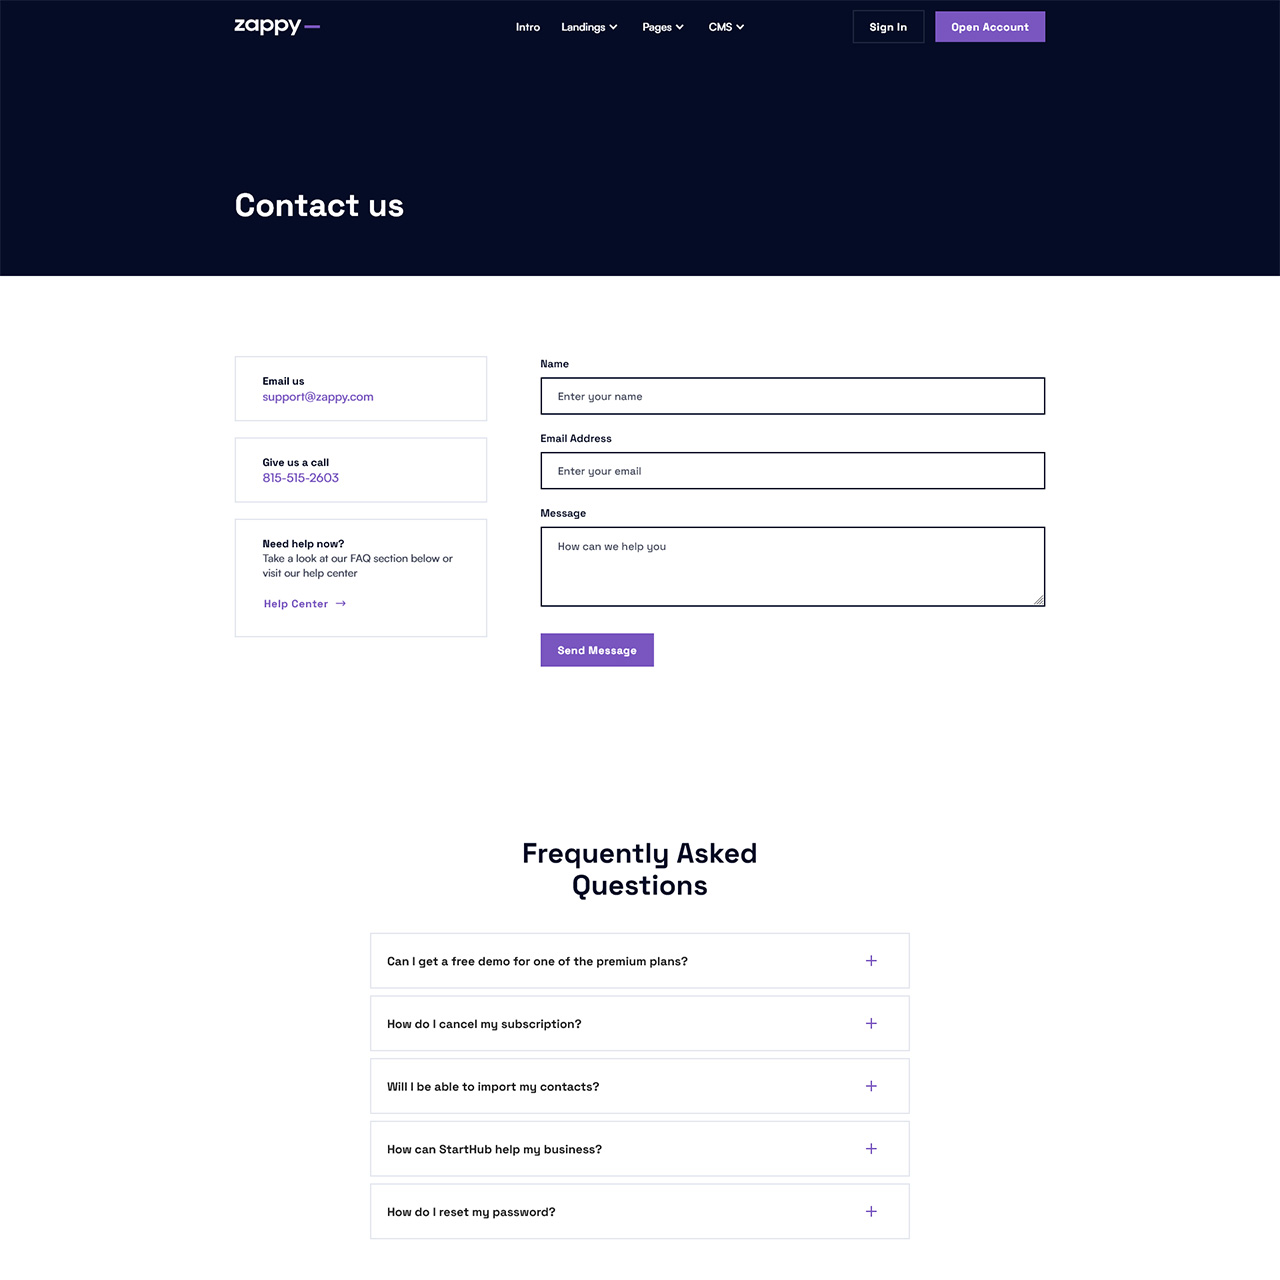 zappy
Intro Landings Pages CMS Sign In Open Account
Contact us
Email us
support@zappy.com
Give us a call
815-515-2603
Need help now?
Take a look at our FAQ section below or
visit our help center
Help Center →
Name
Enter your name
Email Address
Enter your email
Message
How can we help you
Send Message
Frequently Asked
Questions
Can I get a free demo for one of the premium plans?
How do I cancel my subscription?
Will I be able to import my contacts?
How can StartHub help my business?
How do I reset my password?